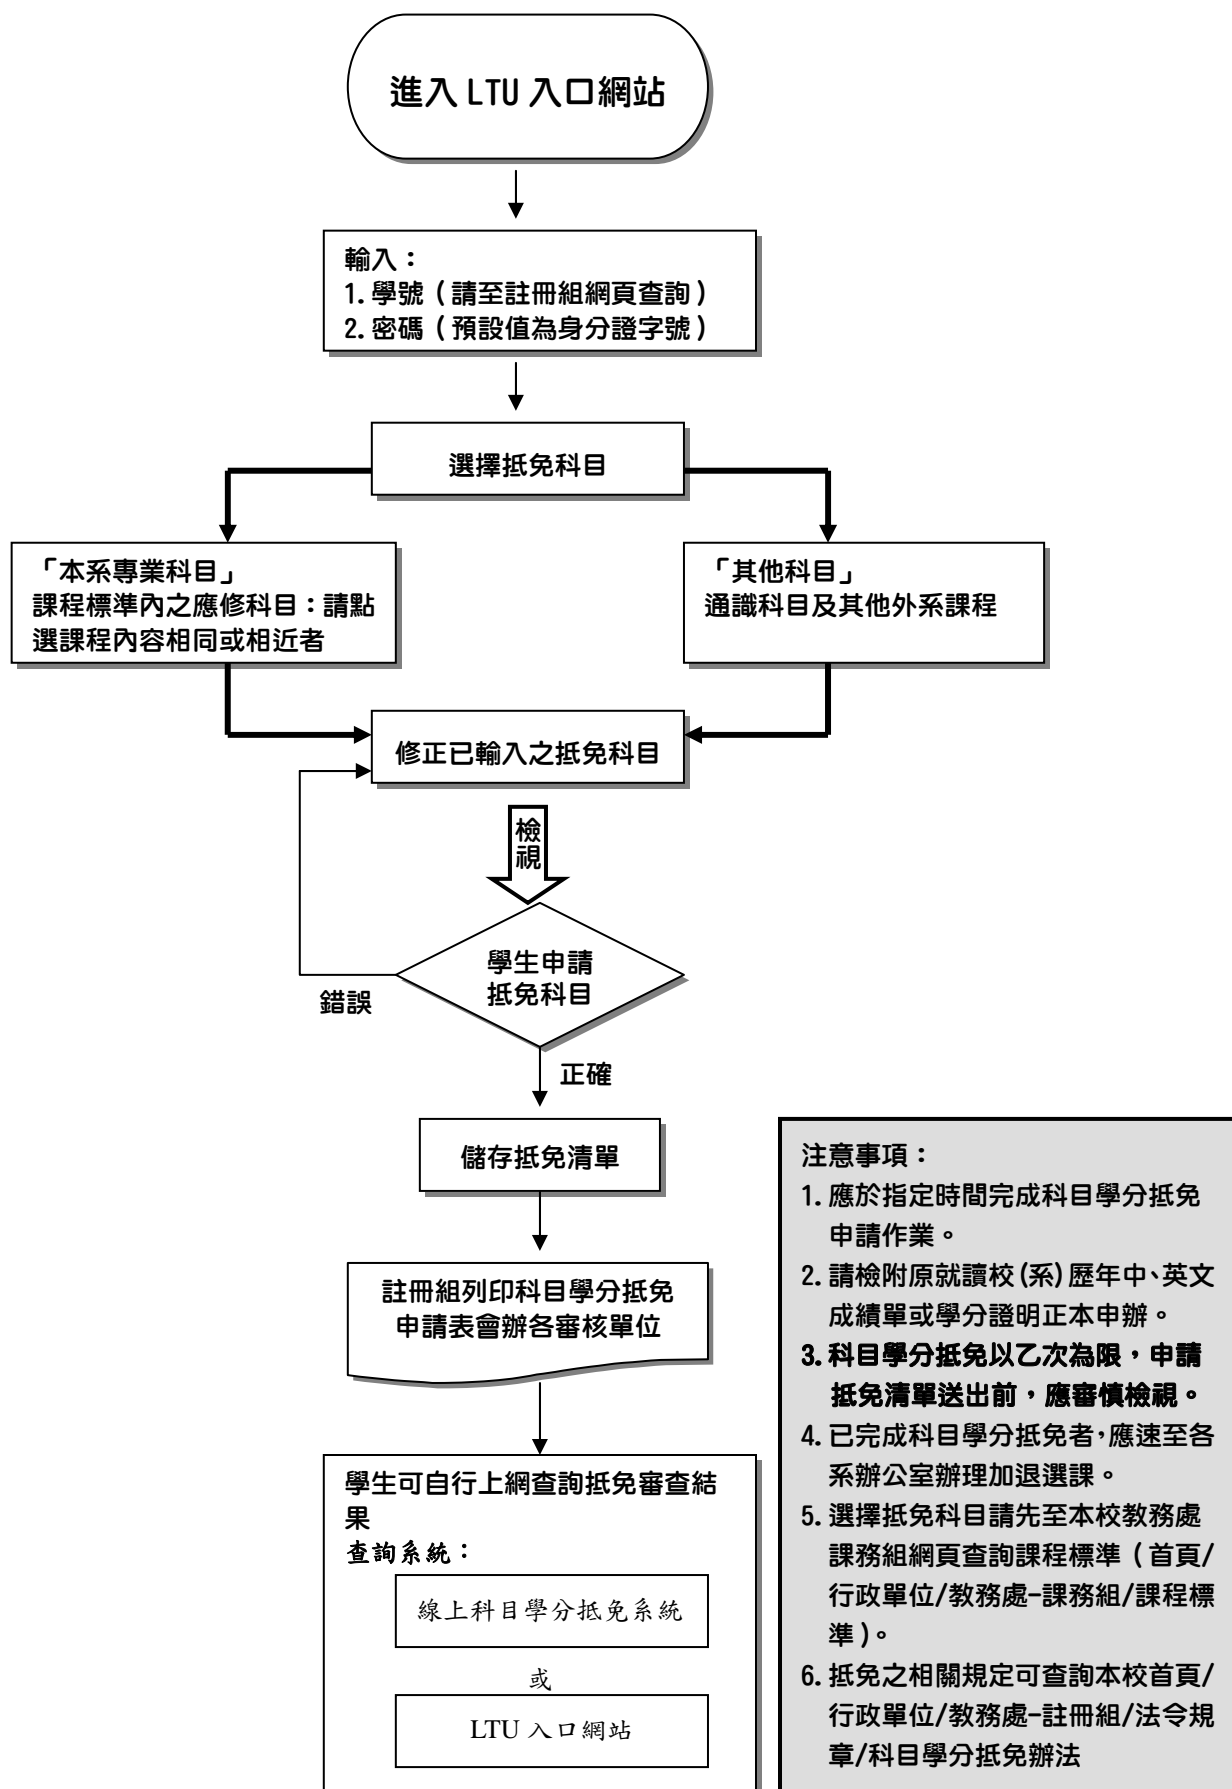 進入 LTU 入口網站
輸入：
1. 學號（請至註冊組網頁查詢）
2. 密碼（預設值為身分證字號）
選擇抵免科目
「本系專業科目」
課程標準內之應修科目：請點
選課程內容相同或相近者
「其他科目」
通識科目及其他外系課程
修正已輸入之抵免科目
檢
視
學生申請
抵免科目
錯誤
正確
儲存抵免清單
註冊組列印科目學分抵免
申請表會辦各審核單位
學生可自行上網查詢抵免審查結
果
查詢系統：
線上科目學分抵免系統
或
LTU 入口網站
注意事項：
1. 應於指定時間完成科目學分抵免
申請作業。
2. 請檢附原就讀校(系)歷年中、英文
成績單或學分證明正本申辦。
3. 科目學分抵免以乙次為限，申請
抵免清單送出前，應審慎檢視。
4. 已完成科目學分抵免者，應速至各
系辦公室辦理加退選課。
5. 選擇抵免科目請先至本校教務處
課務組網頁查詢課程標準（首頁/
行政單位/教務處-課務組/課程標
準）。
6. 抵免之相關規定可查詢本校首頁/
行政單位/教務處-註冊組/法令規
章/科目學分抵免辦法